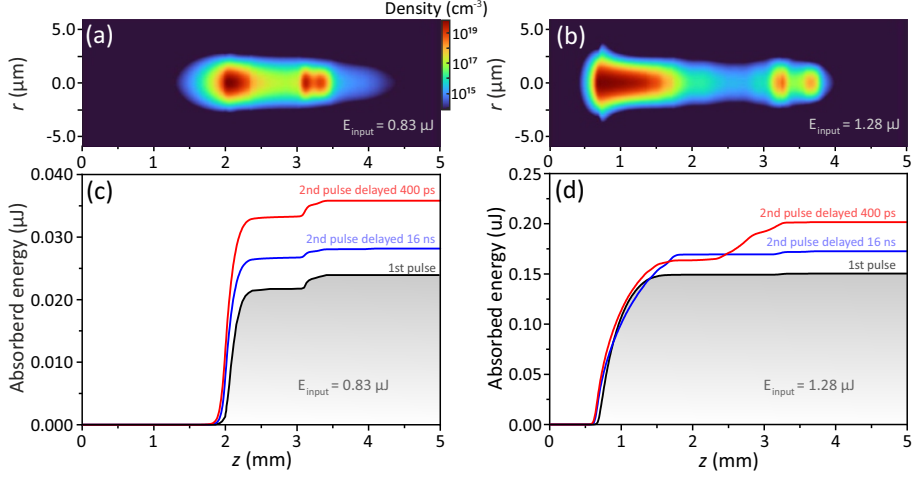 Density (cm⁻³)
(a)
5.0
0.0
-5.0
r (µm)
E_input = 0.83 µJ
10¹⁹
10¹⁷
10¹⁵
0 1 2 3 4 5
(b)
5.0
0.0
-5.0
r (µm)
E_input = 1.28 µJ
0 1 2 3 4 5
(c)
0.040
0.030
0.020
0.010
0.000
Absorberd energy (µJ)
2nd pulse delayed 400 ps
2nd pulse delayed 16 ns
1st pulse
E_input = 0.83 µJ
0 1 2 3 4 5
z (mm)
(d)
0.25
0.20
0.15
0.10
0.05
0.00
Absorbed energy (uJ)
2nd pulse delayed 400 ps
2nd pulse delayed 16 ns
1st pulse
E_input = 1.28 µJ
0 1 2 3 4 5
z (mm)